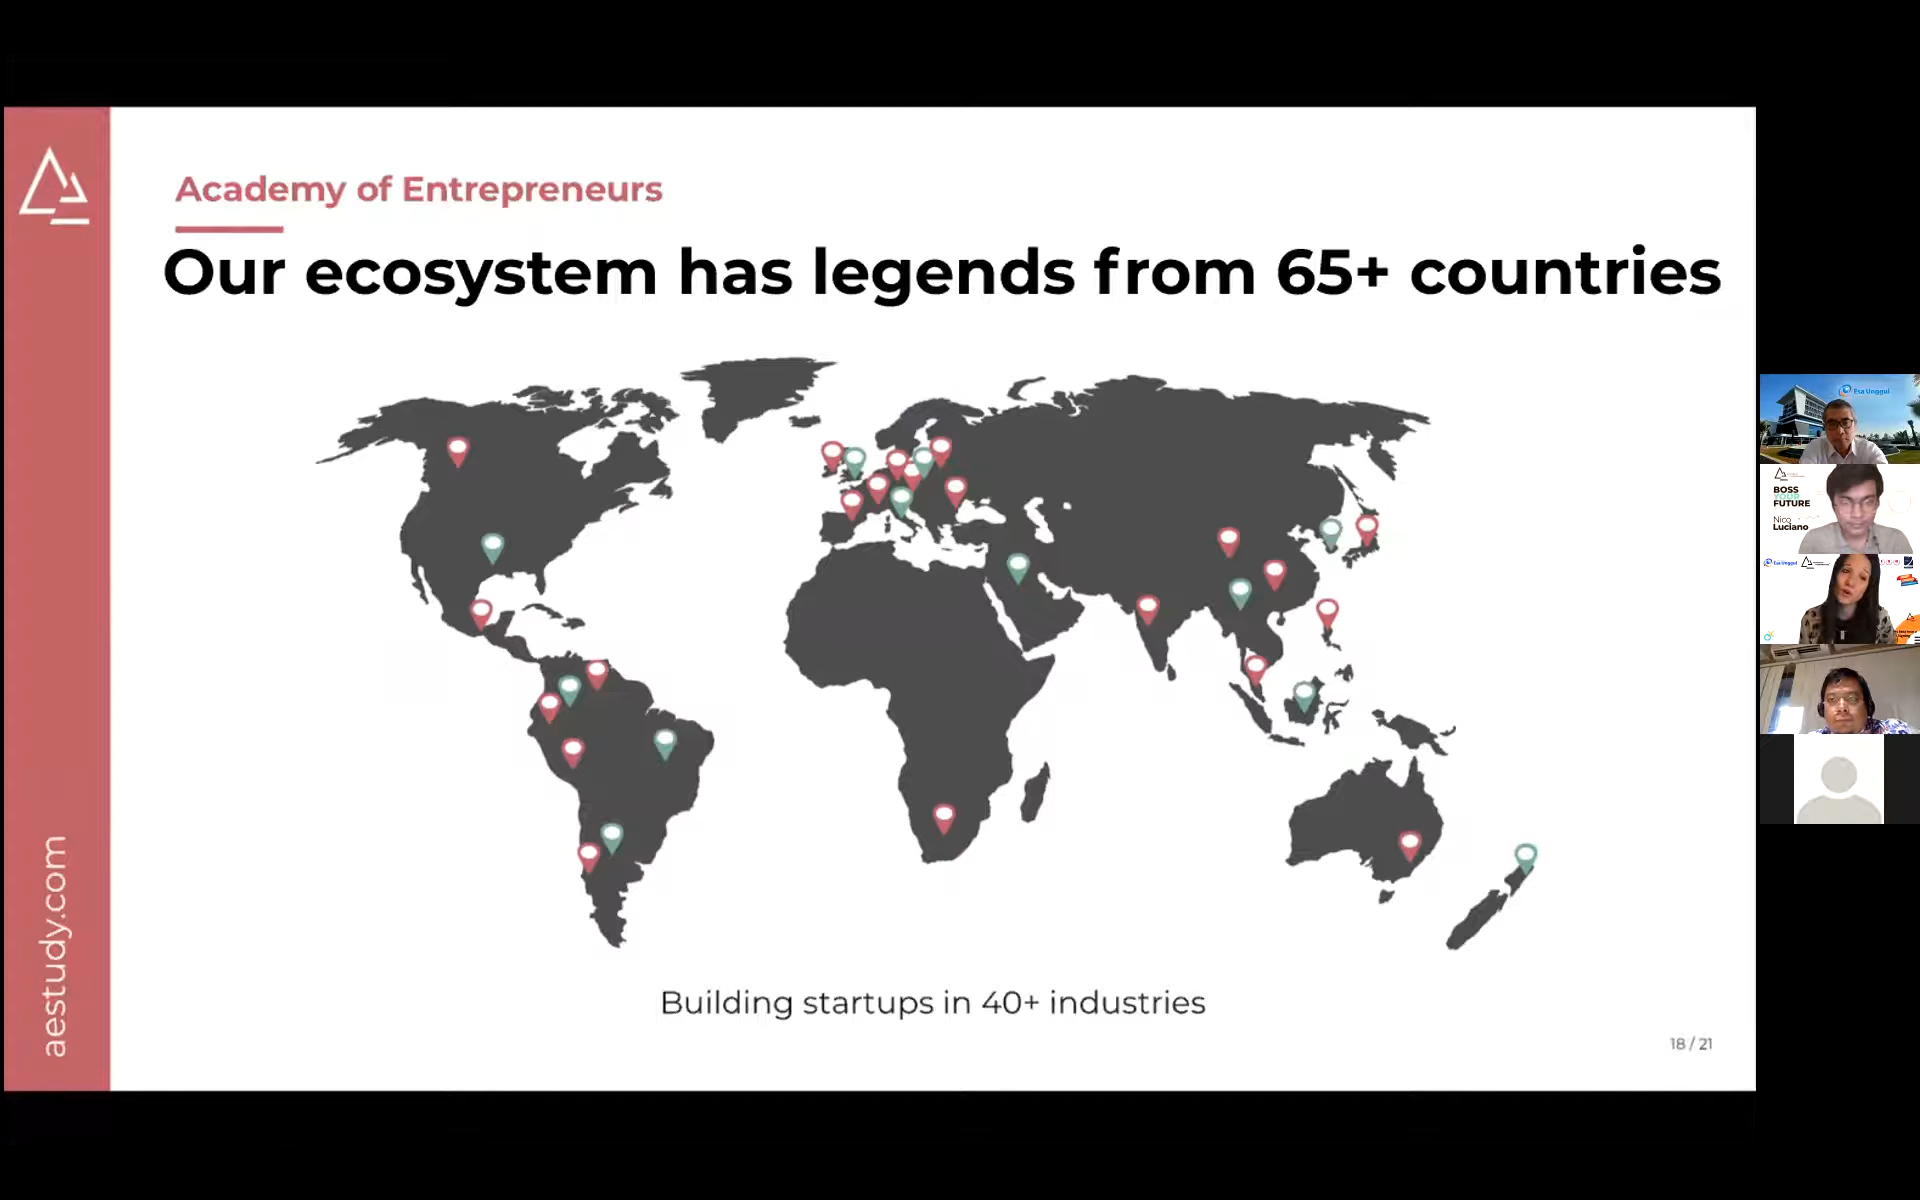 Academy of Entrepreneurs
Our ecosystem has legends from 65+ countries
Building startups in 40+ industries
18 / 21
aestudy.com
Esa Unggul
BOSS
YOUR
FUTURE
Nico
Luciano
Esa Unggul